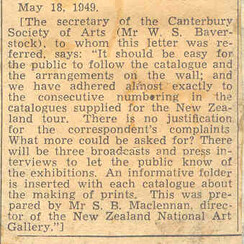 May 18, 1949.
[The secretary of the Canterbury
Society of Arts (Mr W. S. Baver-
stock), to whom this letter was re-
ferred, says: "It should be easy for
the public to follow the catalogue and
the arrangements on the wall; and
we have adhered almost exactly to
the consecutive numbering in the
catalogues supplied for the New Zea-
land tour. There is no justification
for the correspondent's complaints
What more could be asked for? There
will be three broadcasts and press in-
terviews to let the public know of
the exhibitions. An informative folder
is inserted with each catalogue about
the making of prints. This was pre-
pared by Mr S. B. Maclennan, direc-
tor of the New Zealand National Art
Gallery."]